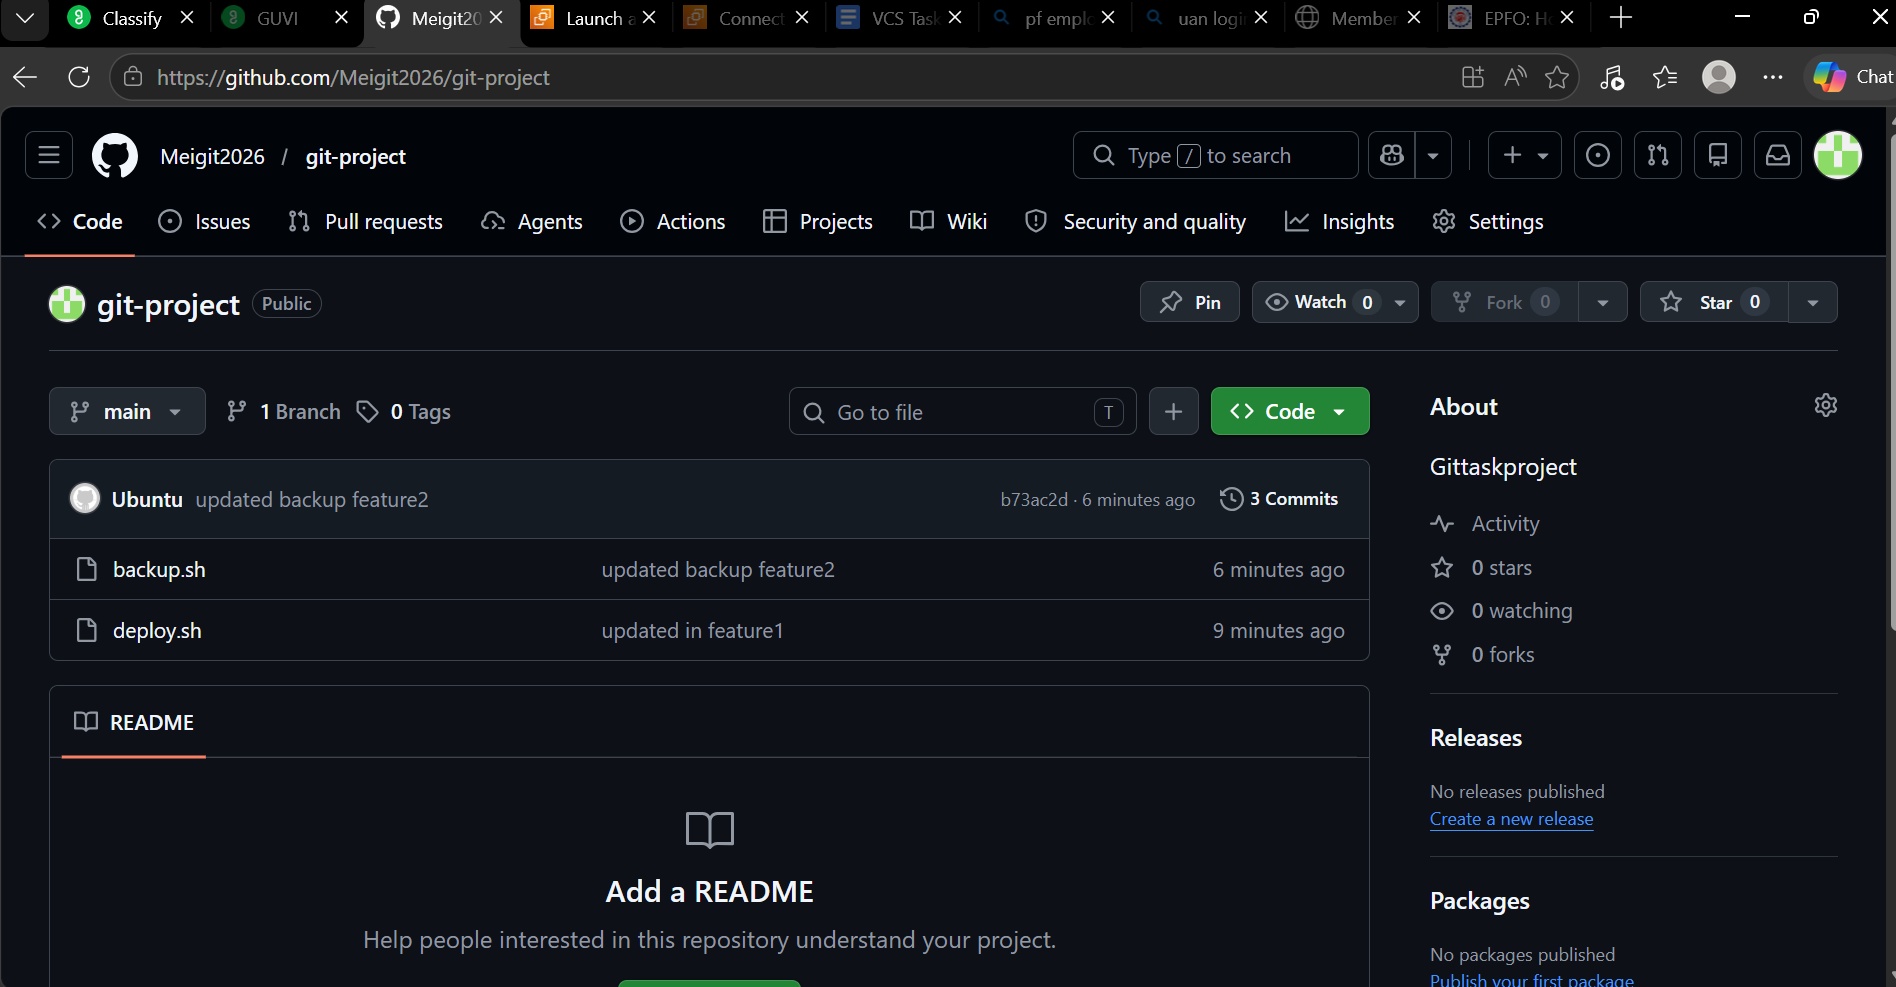 Classify
GUVI
Meigit20
Launch a
Connect
VCS Task
pf emplo
uan login
Member
EPFO: Ho
https://github.com/Meigit2026/git-project
Chat
Meigit2026 / git-project
Type / to search
Code
Issues
Pull requests
Agents
Actions
Projects
Wiki
Security and quality
Insights
Settings
git-project Public
Pin
Watch 0
Fork 0
Star 0
main
1 Branch
0 Tags
Go to file T
Code
Ubuntu updated backup feature2 b73ac2d · 6 minutes ago 3 Commits
backup.sh updated backup feature2 6 minutes ago
deploy.sh updated in feature1 9 minutes ago
README
Add a README
Help people interested in this repository understand your project.
About
Gittaskproject
Activity
0 stars
0 watching
0 forks
Releases
No releases published
Create a new release
Packages
No packages published
Publish your first package